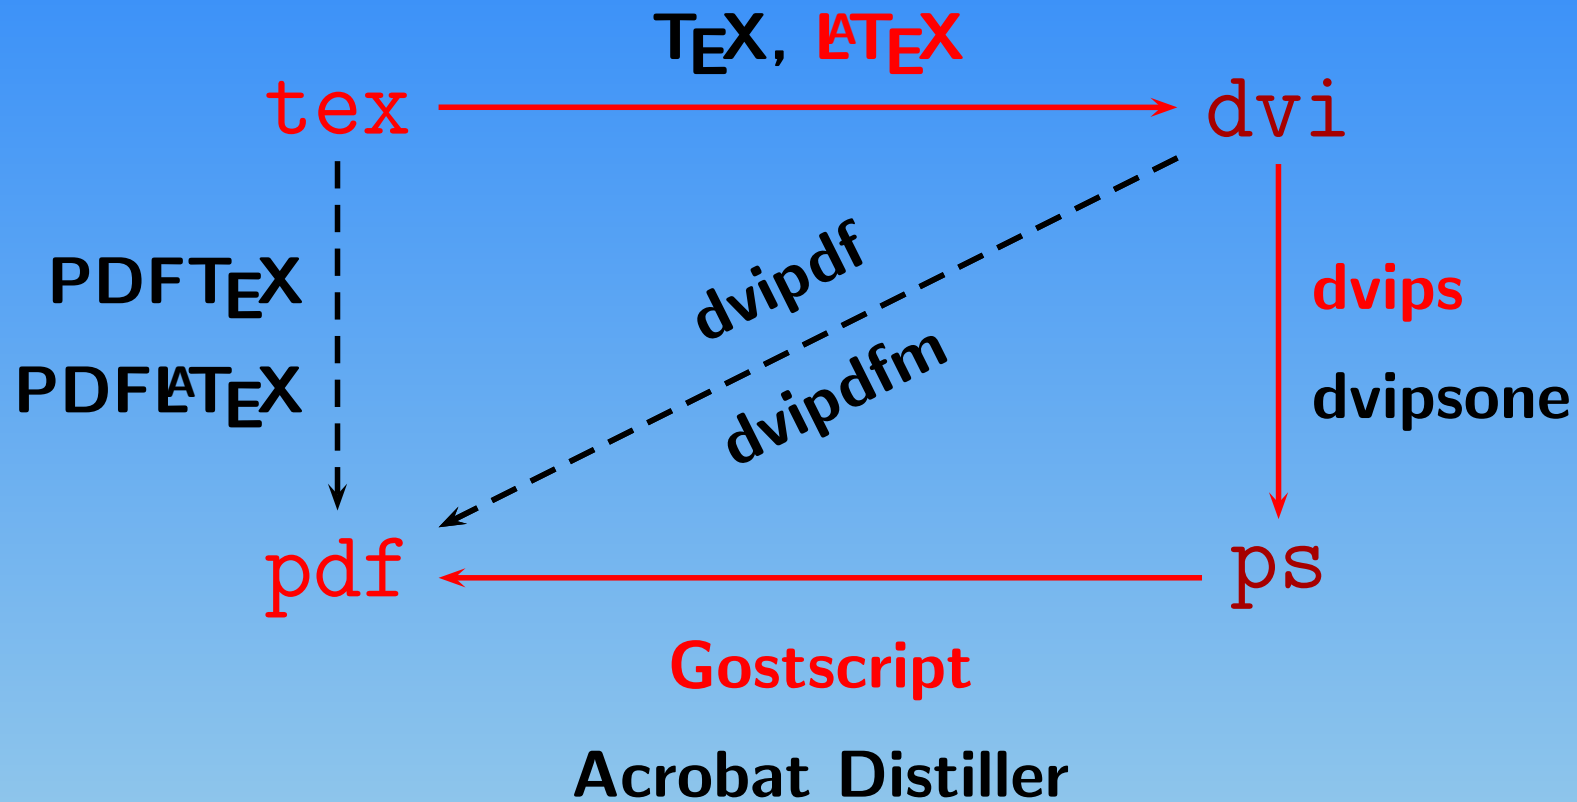 TEX, LATEX
tex
dvi
PDFTEX
dvipdf
dvips
PDFLATEX
dvipdfm
dvipsone
pdf
ps
Gostscript
Acrobat Distiller